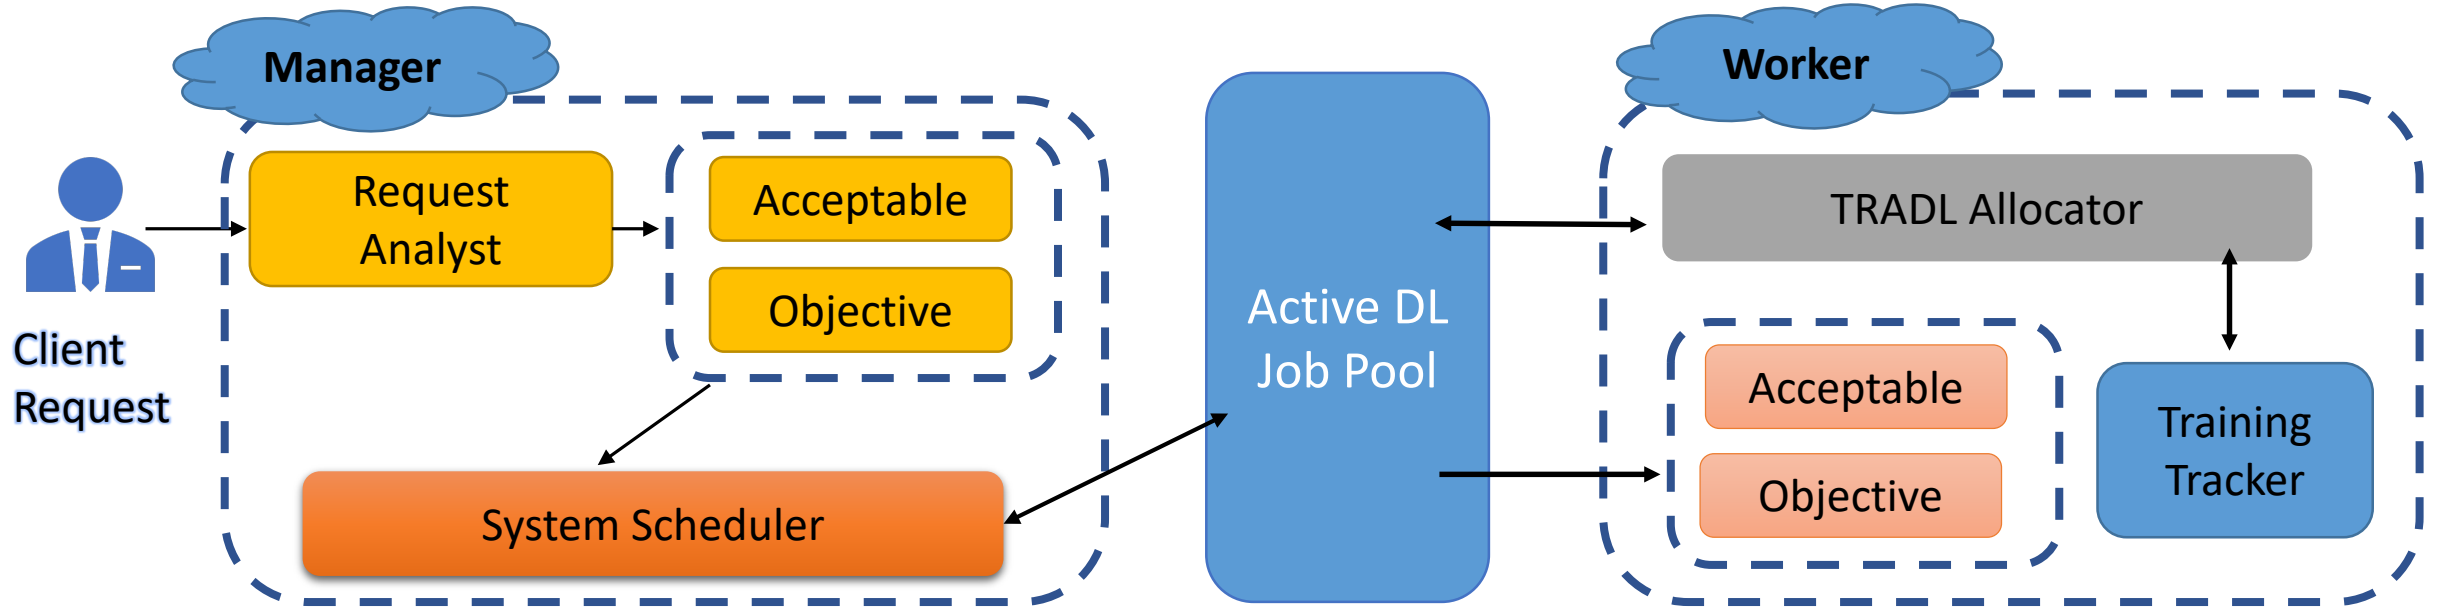 Manager
Client
Request
Request
Analyst
Acceptable
Objective
System Scheduler
Active DL
Job Pool
Worker
TRADL Allocator
Acceptable
Objective
Training
Tracker